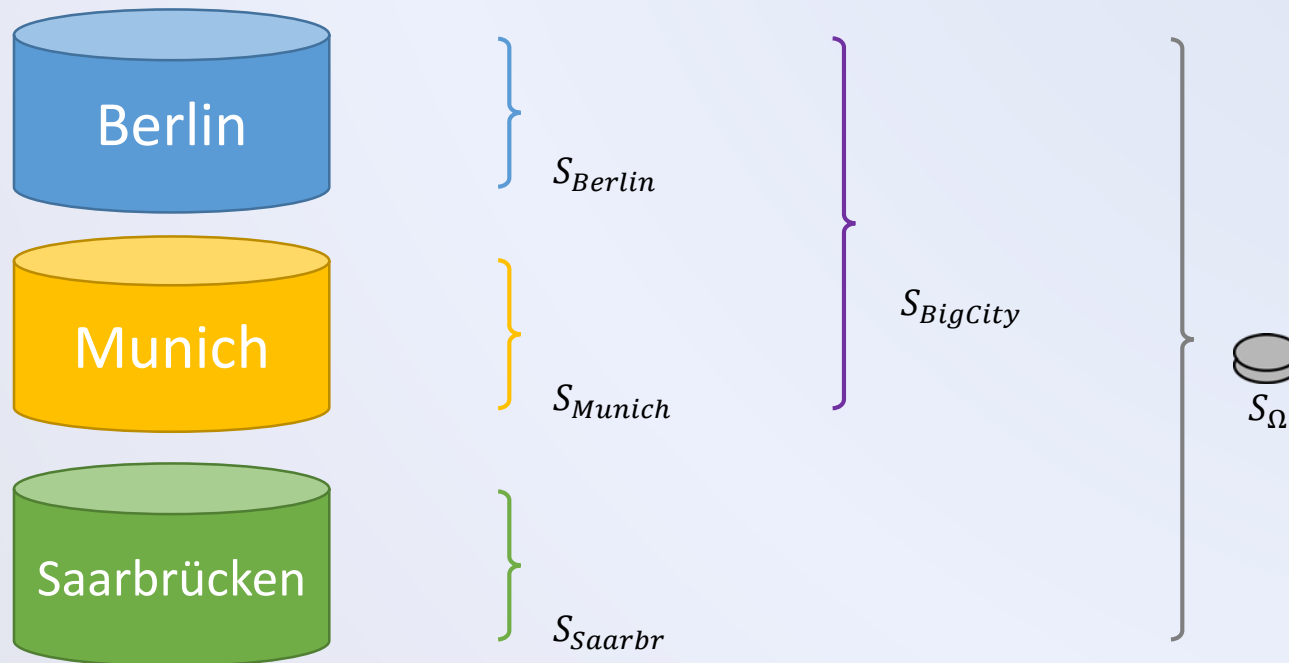 Berlin
S_Berlin
Munich
S_BigCity
S_Munich
S_Ω
Saarbrücken
S_Saarbr